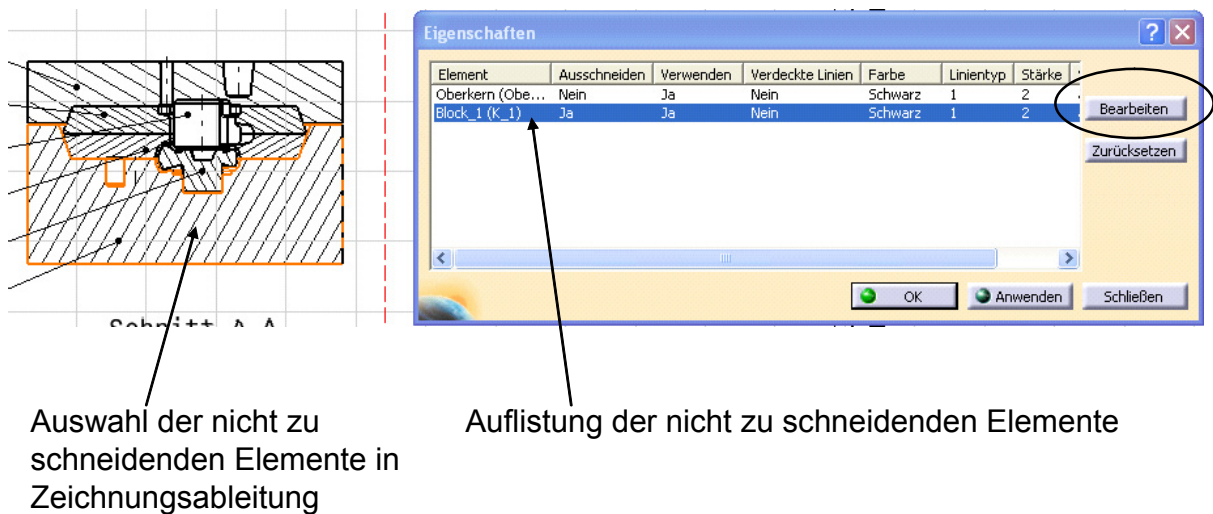 Eigenschaften
Element Ausschneiden Verwenden Verdeckte Linien Farbe Linientyp Stärke
Oberkern (Obe... Nein Ja Nein Schwarz 1 2
Block_1 (K_1) Ja Ja Nein Schwarz 1 2
Bearbeiten
Zurücksetzen
OK Anwenden Schließen
Schnitt A-A
Auswahl der nicht zu
schneidenden Elemente in
Zeichnungsableitung
Auflistung der nicht zu schneidenden Elemente